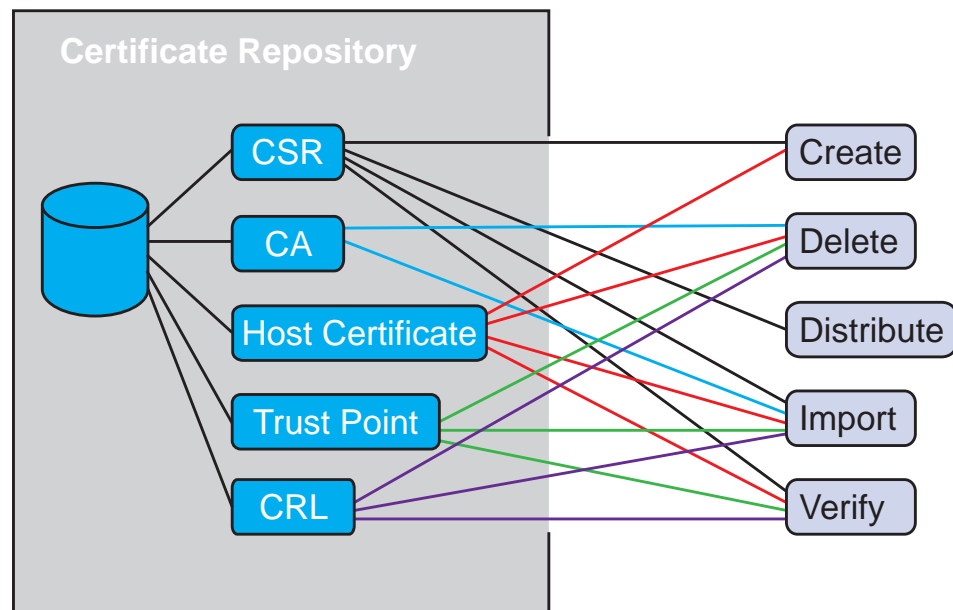 Certificate Repository
CSR
CA
Host Certificate
Trust Point
CRL
Create
Delete
Distribute
Import
Verify